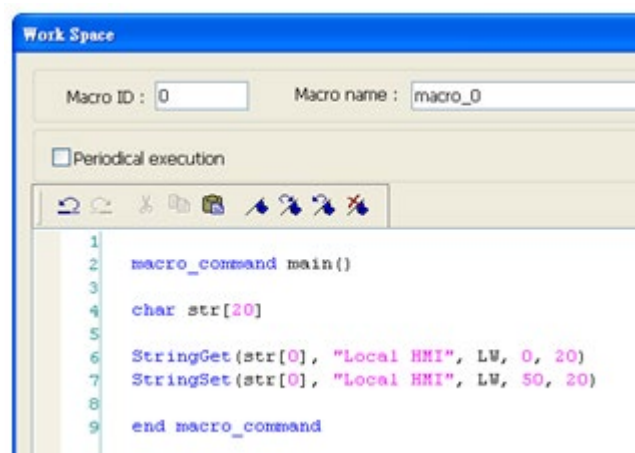 Work Space
Macro ID : 0 Macro name : macro_0
Periodical execution
1
2 macro_command main()
3
4 char str[20]
5
6 StringGet(str[0], "Local HMI", LW, 0, 20)
7 StringSet(str[0], "Local HMI", LW, 50, 20)
8
9 end macro_command